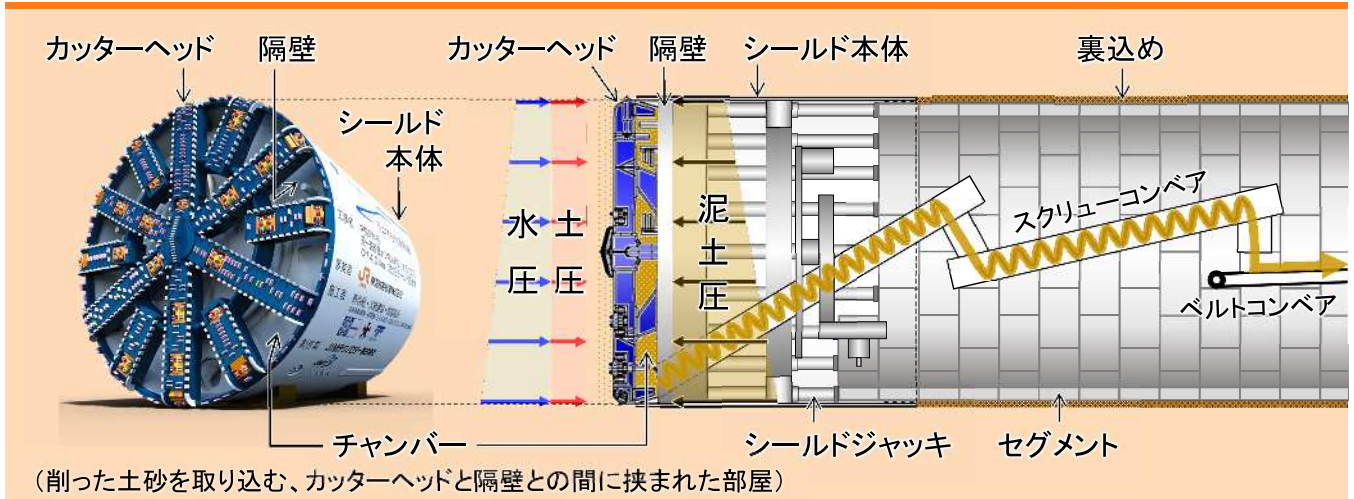 カッターヘッド
隔壁
シールド
本体
カッターヘッド
隔壁
シールド本体
裏込め
水圧
土圧
泥土圧
スクリューコンベア
ベルトコンベア
チャンバー
シールドジャッキ
セグメント
(削った土砂を取り込む、カッターヘッドと隔壁との間に挟まれた部屋)